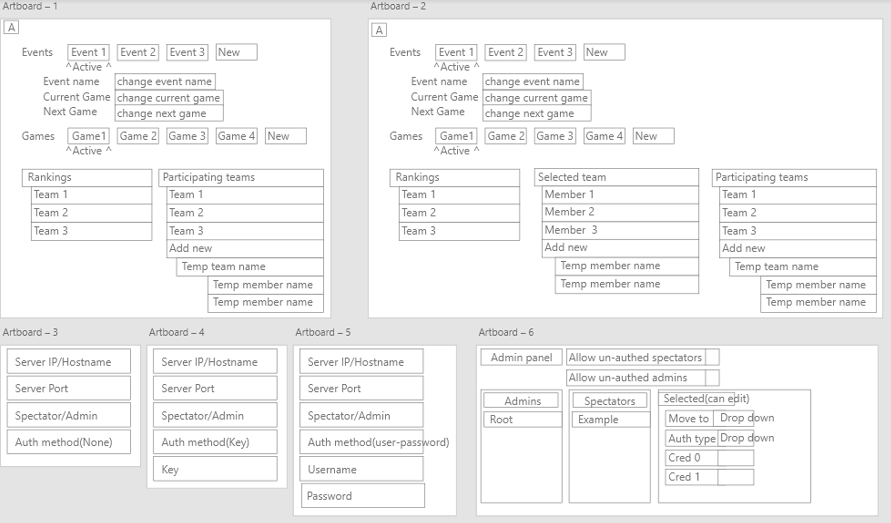 Artboard – 1
A
Events Event 1 Event 2 Event 3 New
^Active ^
Event name change event name
Current Game change current game
Next Game change next game
Games Game1 Game 2 Game 3 Game 4 New
^Active ^
Rankings
Team 1
Team 2
Team 3
Participating teams
Team 1
Team 2
Team 3
Add new
Temp team name
Temp member name
Temp member name
Artboard – 2
A
Events Event 1 Event 2 Event 3 New
^Active ^
Event name change event name
Current Game change current game
Next Game change next game
Games Game1 Game 2 Game 3 Game 4 New
^Active ^
Rankings
Team 1
Team 2
Team 3
Selected team
Member 1
Member 2
Member 3
Add new
Temp member name
Temp member name
Participating teams
Team 1
Team 2
Team 3
Add new
Temp team name
Temp member name
Temp member name
Artboard – 3
Server IP/Hostname
Server Port
Spectator/Admin
Auth method(None)
Artboard – 4
Server IP/Hostname
Server Port
Spectator/Admin
Auth method(Key)
Key
Artboard – 5
Server IP/Hostname
Server Port
Spectator/Admin
Auth method(user-password)
Username
Password
Artboard – 6
Admin panel
Allow un-authed spectators
Allow un-authed admins
Admins
Root
Spectators
Example
Selected(can edit)
Move to Drop down
Auth type Drop down
Cred 0
Cred 1